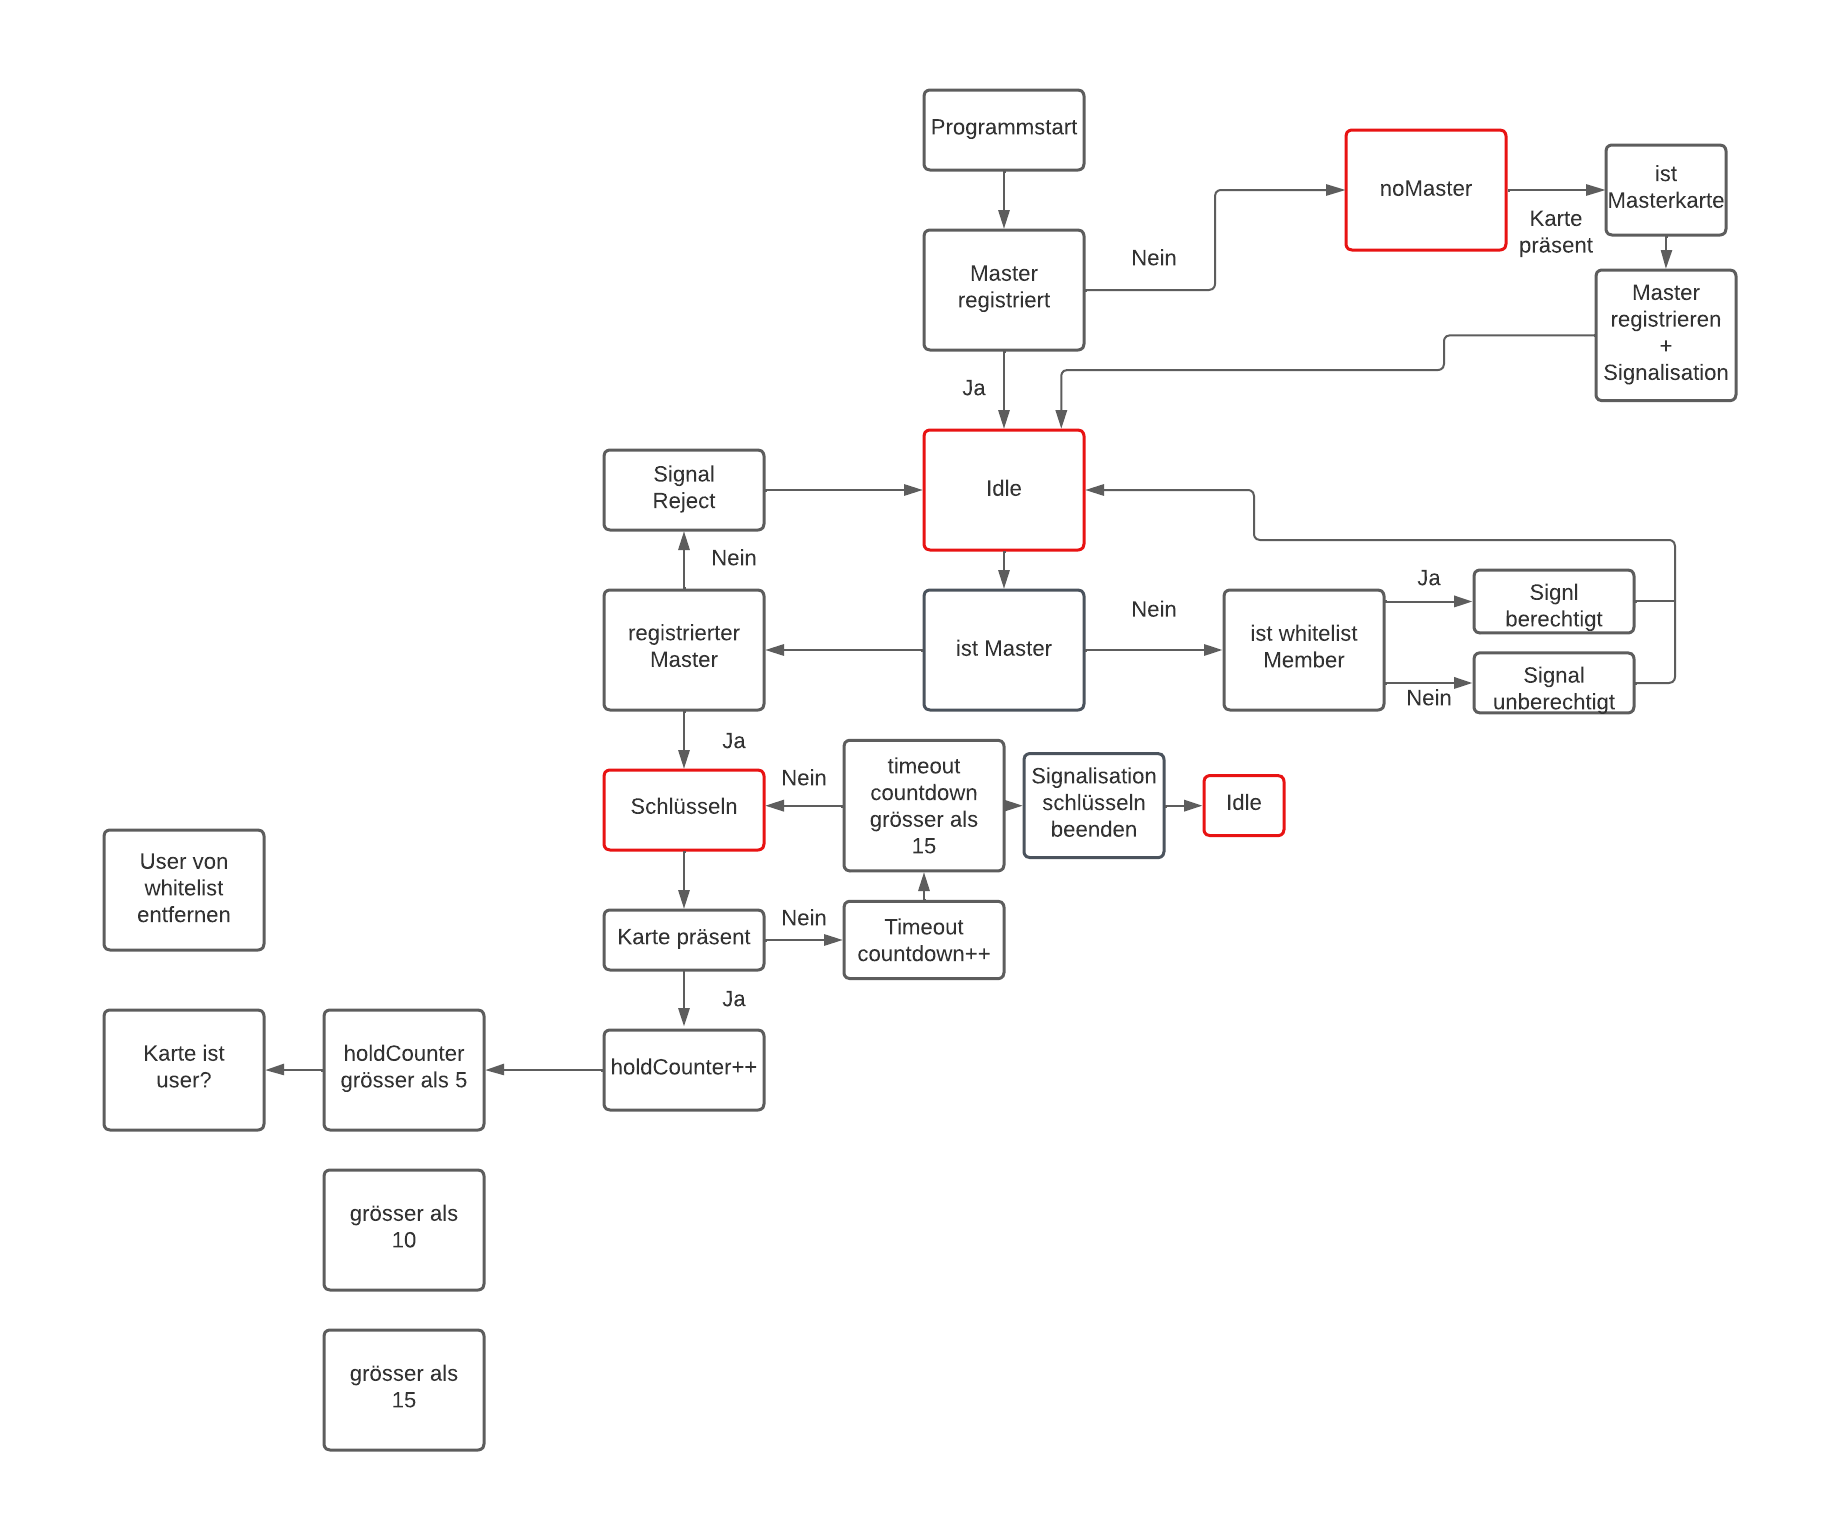 Programmstart
noMaster
ist
Masterkarte
Karte
präsent
Nein
Master
registriert
Master
registrieren
+
Signalisation
Ja
Signal
Reject
Idle
Nein
registrierter
Master
ist Master
Nein
ist whitelist
Member
Ja
Signl
berechtigt
Nein
Signal
unberechtigt
Ja
Schlüsseln
Nein
timeout
countdown
grösser als
15
Signalisation
schlüsseln
beenden
Idle
User von
whitelist
entfernen
Karte präsent
Nein
Timeout
countdown++
Ja
Karte ist
user?
holdCounter
grösser als 5
holdCounter++
grösser als
10
grösser als
15